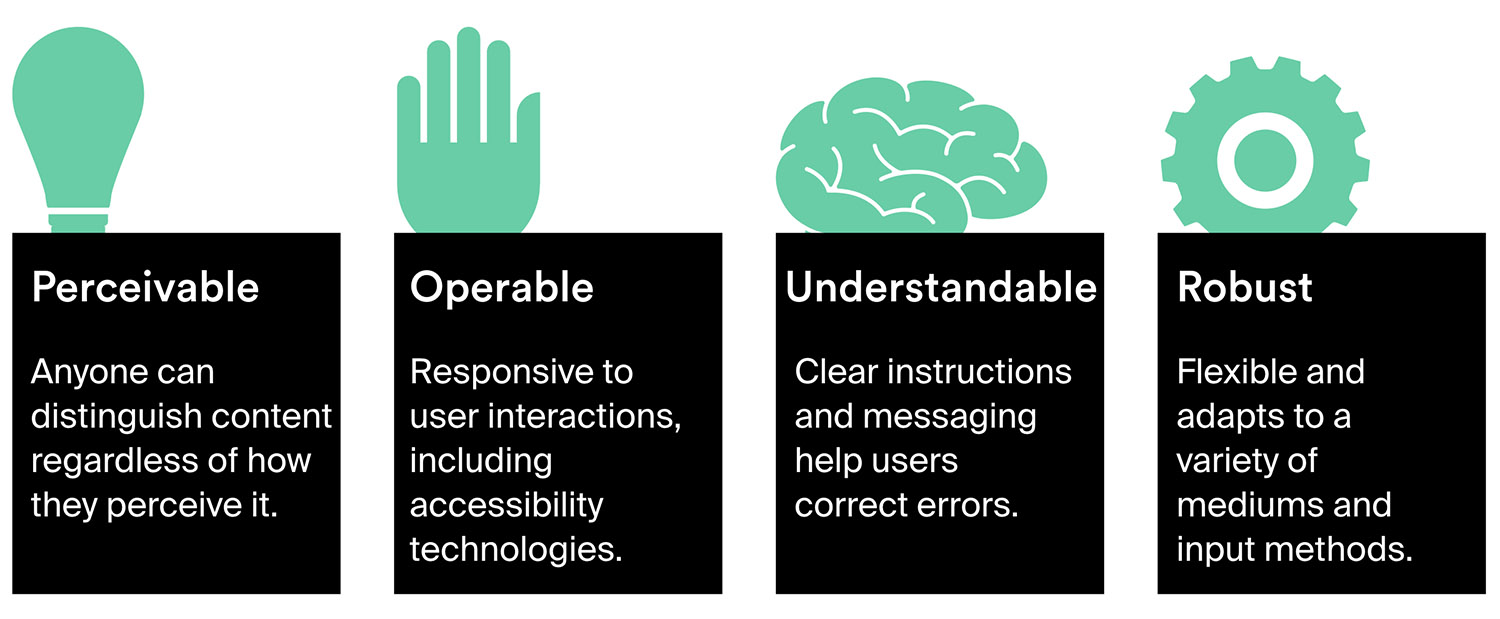 Perceivable
Anyone can
distinguish content
regardless of how
they perceive it.
Operable
Responsive to
user interactions,
including
accessibility
technologies.
Understandable
Clear instructions
and messaging
help users
correct errors.
Robust
Flexible and
adapts to a
variety of
mediums and
input methods.